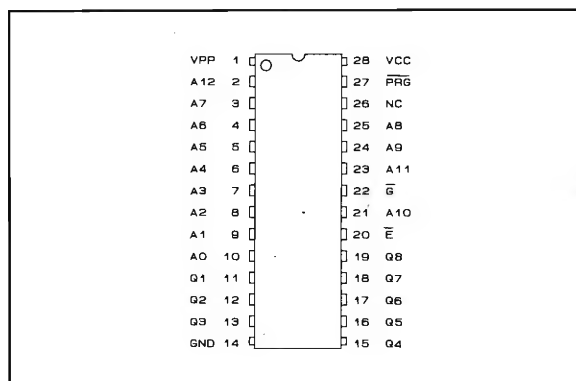 VPP 1 28 VCC
A12 2 27 PRG
A7 3 26 NC
A6 4 25 A8
A5 5 24 A9
A4 6 23 A11
A3 7 22 G
A2 8 21 A10
A1 9 20 E
A0 10 19 Q8
Q1 11 18 Q7
Q2 12 17 Q6
Q3 13 16 Q5
GND 14 15 Q4